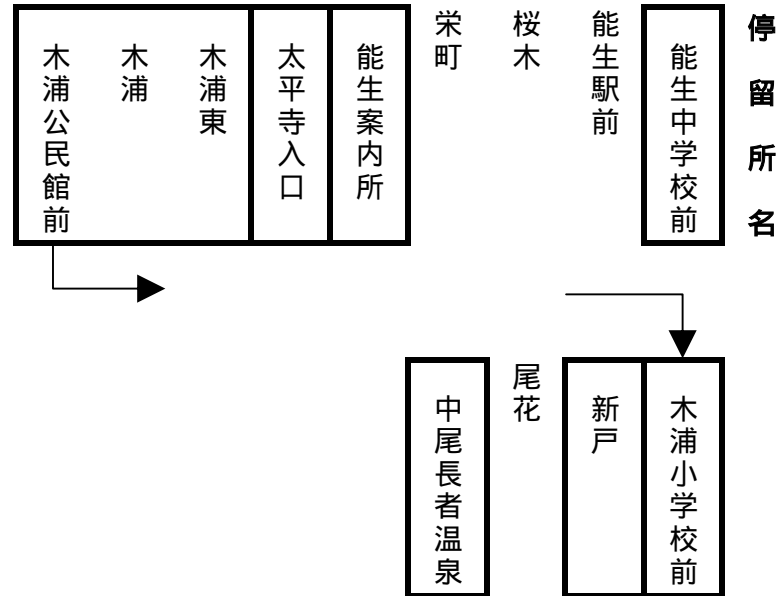 停留所名
能生中学校前
能生駅前
桜木
栄町
能生案内所
太平寺入口
木浦東
木浦
木浦公民館前
木浦小学校前
新戸
尾花
中尾長者温泉